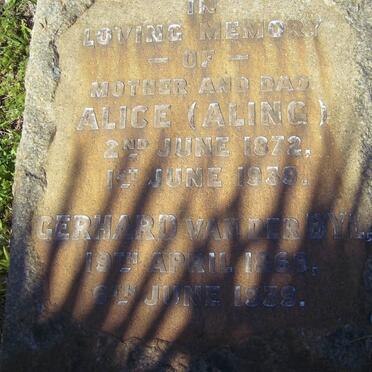 IN
LOVING MEMORY
— OF —
MOTHER AND DAD
ALICE (ALING)
2ND JUNE 1872,
1ST JUNE 1939.
GERHARD VAN DER BYL,
19TH APRIL 1866,
JUNE 1939.